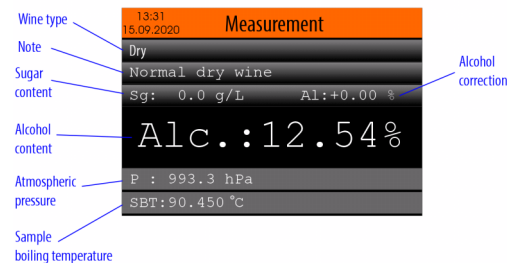 Wine type
Note
Sugar
content
Alcohol
content
Atmospheric
pressure
Sample
boiling temperature
13:31
15.09.2020
Measurement
Dry
Normal dry wine
Sg: 0.0 g/L Al:+0.00 %
Alc.:12.54%
P : 993.3 hPa
SBT:90.450 °C
Alcohol
correction